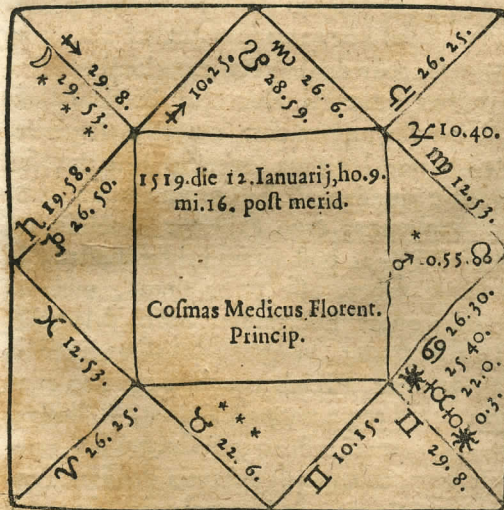 ☽ 29.53.
* * *
♐ 29.8.
♐ 10.25.
☋ 28.59.
♏ 26.6.
♎ 26.25.
♃ 10.40.
♍ 12.53.
♄ 19.58.
♑ 26.50.
1519.die 12.Ianuarij,ho.9.
mi.16. poſt merid.
*
♂ 0.55. ☊
Coſmas Medicus Florent.
Princip.
♋ 26.30.
25.40.
22.0.
0.3.
♊ 29.8.
♓ 12.53.
♈ 26.25.
* * *
♉ 22.6.
♊ 10.15.